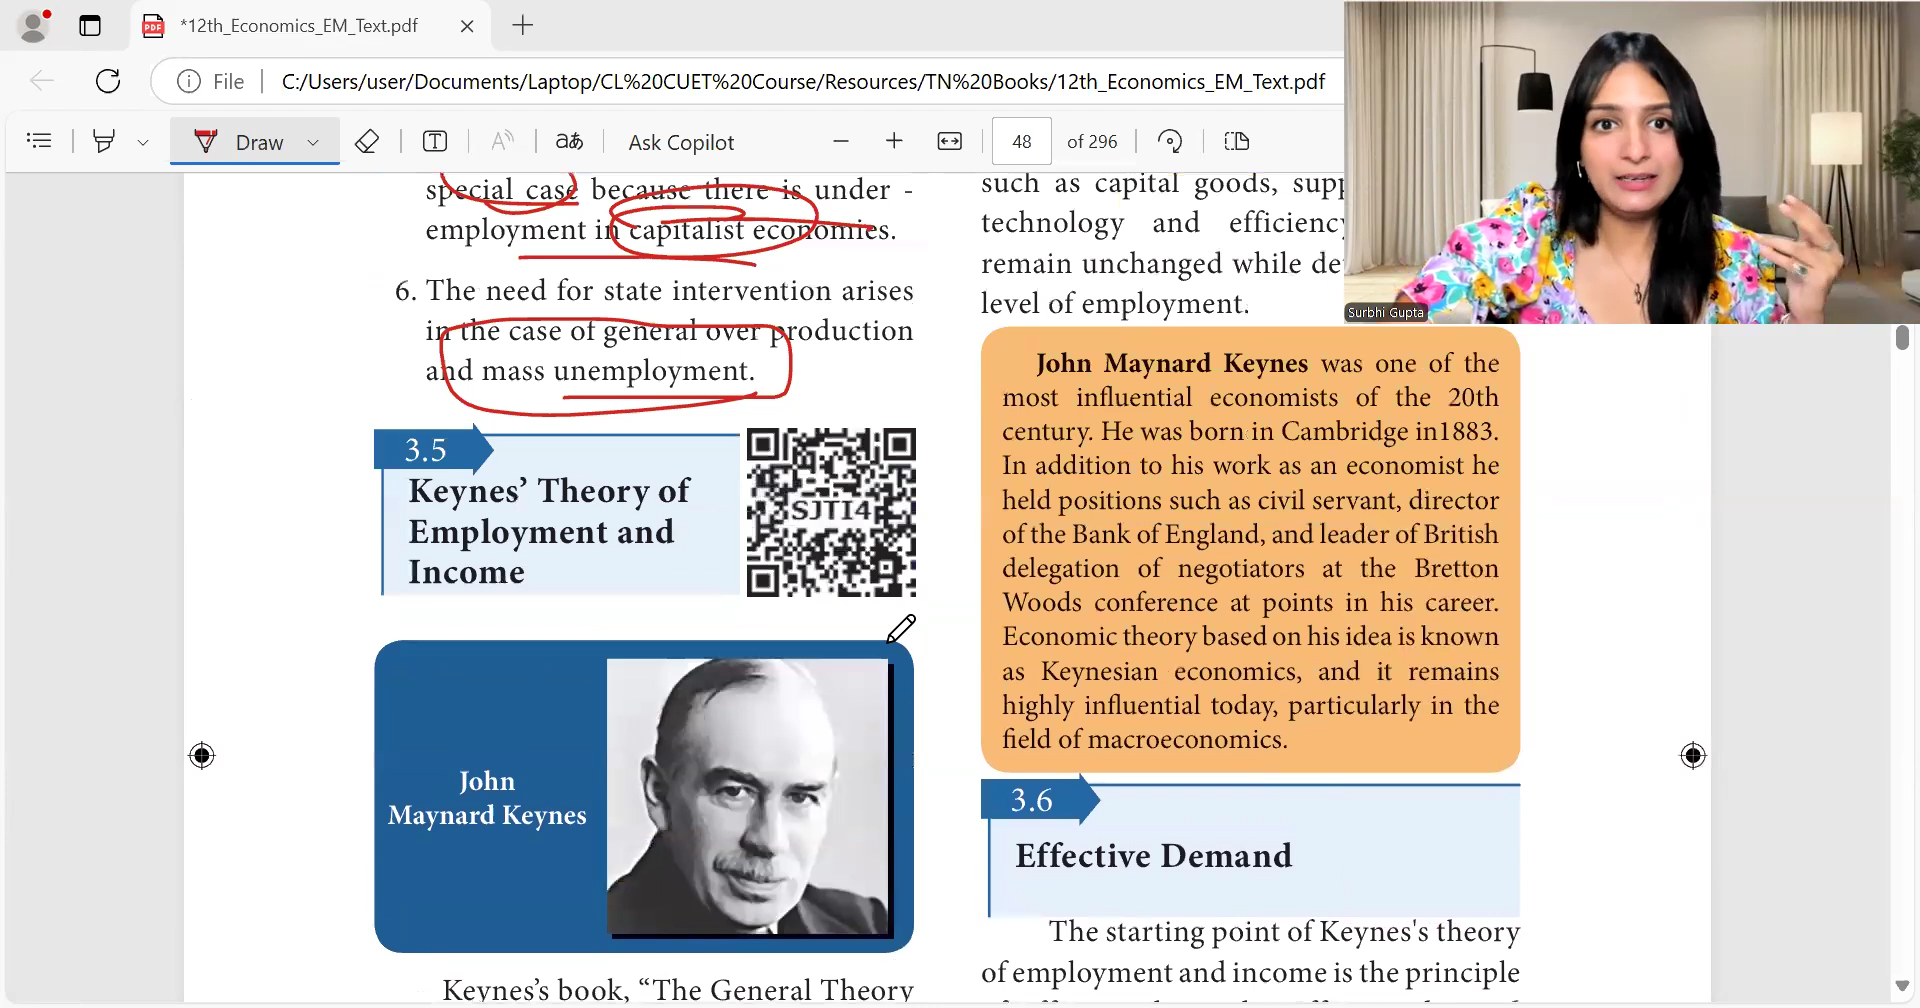 *12th_Economics_EM_Text.pdf
File
C:/Users/user/Documents/Laptop/CL%20CUET%20Course/Resources/TN%20Books/12th_Economics_EM_Text.pdf
Draw
Ask Copilot
48 of 296
Surbhi Gupta
special case because there is under -
employment in capitalist economies.
6. The need for state intervention arises
in the case of general over production
and mass unemployment.
3.5
Keynes’ Theory of
Employment and
Income
SJTI4
John
Maynard Keynes
Keynes’s book, “The General Theory
such as capital goods,
technology and efficiency
remain unchanged while
level of employment.
John Maynard Keynes was one of the
most influential economists of the 20th
century. He was born in Cambridge in1883.
In addition to his work as an economist he
held positions such as civil servant, director
of the Bank of England, and leader of British
delegation of negotiators at the Bretton
Woods conference at points in his career.
Economic theory based on his idea is known
as Keynesian economics, and it remains
highly influential today, particularly in the
field of macroeconomics.
3.6
Effective Demand
The starting point of Keynes's theory
of employment and income is the principle